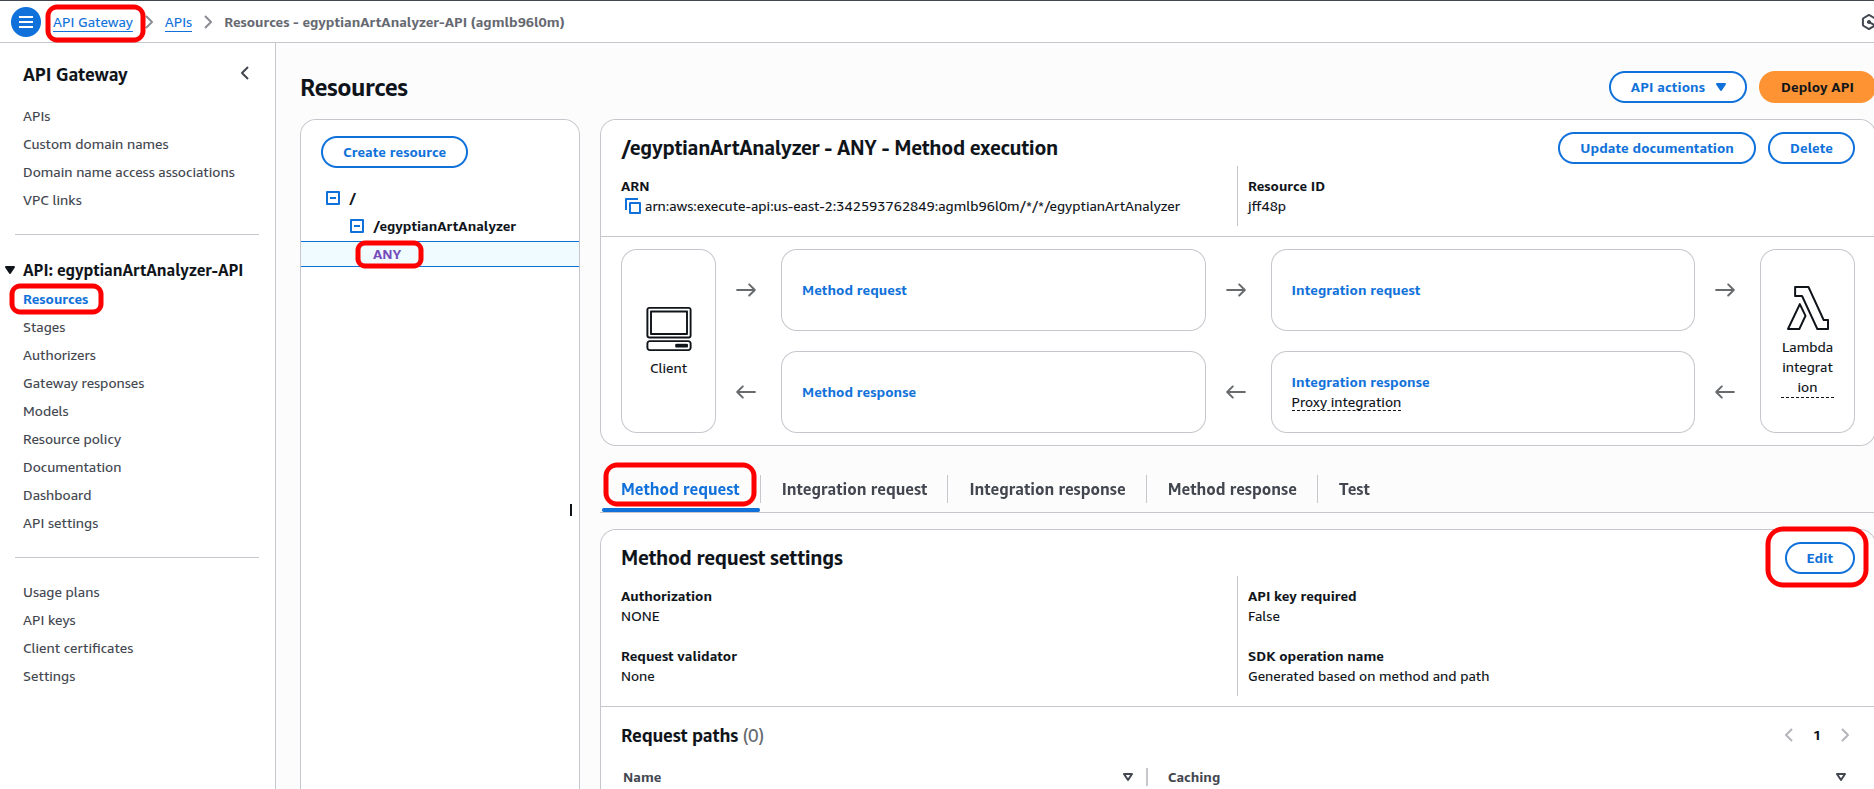 API Gateway > APIs > Resources - egyptianArtAnalyzer-API (agmlb96l0m)
API Gateway
APIs
Custom domain names
Domain name access associations
VPC links
API: egyptianArtAnalyzer-API
Resources
Stages
Authorizers
Gateway responses
Models
Resource policy
Documentation
Dashboard
API settings
Usage plans
API keys
Client certificates
Settings
Resources
API actions
Deploy API
Create resource
/
/egyptianArtAnalyzer
ANY
/egyptianArtAnalyzer - ANY - Method execution
Update documentation
Delete
ARN
arn:aws:execute-api:us-east-2:342593762849:agmlb96l0m/*/*/egyptianArtAnalyzer
Resource ID
jff48p
Client
Method request
Integration request
Method response
Integration response
Proxy integration
Lambda
integrat
ion
Method request
Integration request
Integration response
Method response
Test
Method request settings
Edit
Authorization
NONE
API key required
False
Request validator
None
SDK operation name
Generated based on method and path
Request paths (0)
1
Name
Caching